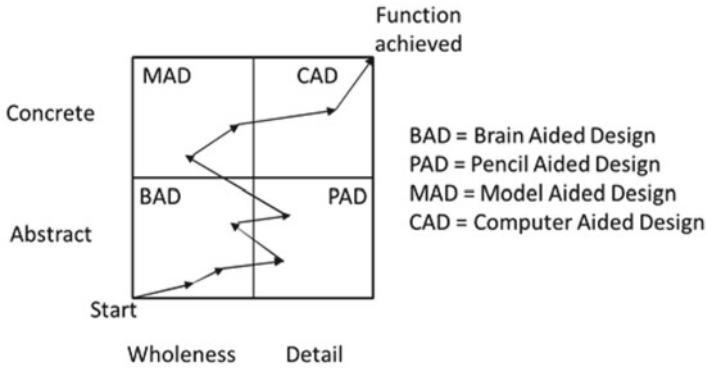 Function
achieved
MAD
CAD
Concrete
BAD = Brain Aided Design
PAD = Pencil Aided Design
MAD = Model Aided Design
CAD = Computer Aided Design
BAD
PAD
Abstract
Start
Wholeness
Detail